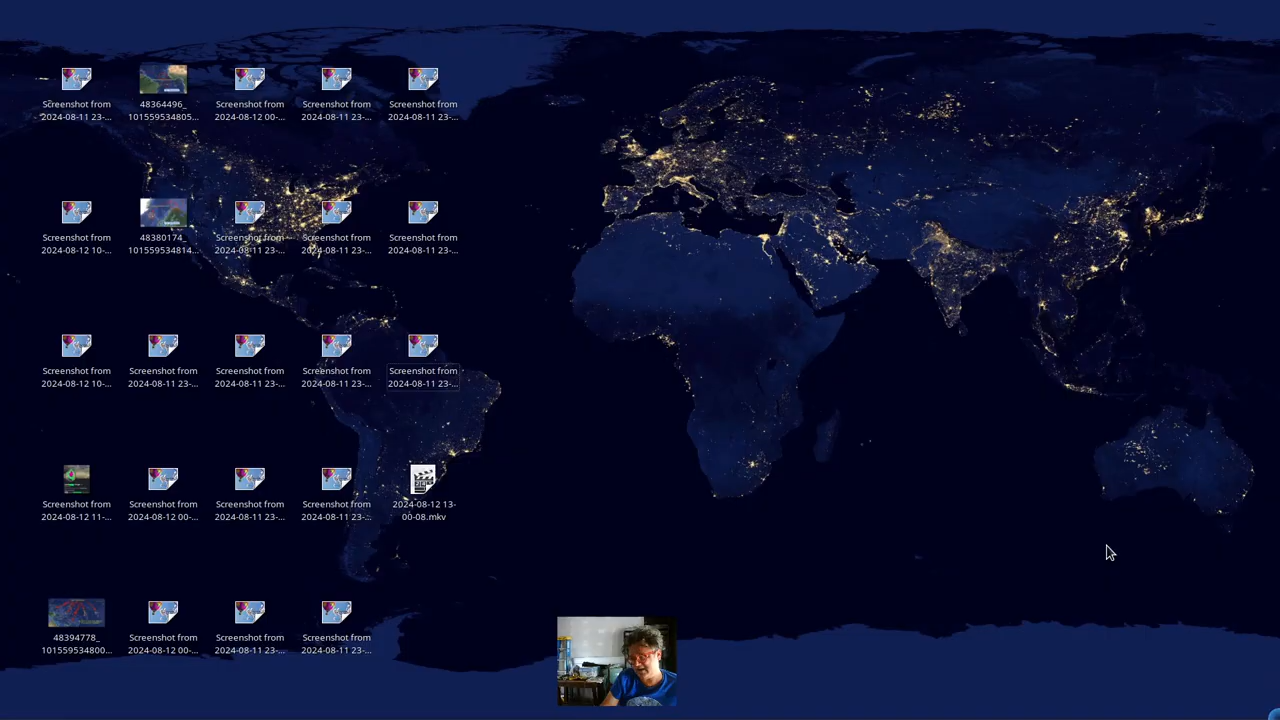 Screenshot from
2024-08-11 23-...
48364496_
101559534805...
Screenshot from
2024-08-12 00-...
Screenshot from
2024-08-11 23-...
Screenshot from
2024-08-11 23-...
Screenshot from
2024-08-12 10-...
48380174_
101559534814...
Screenshot from
2024-08-11 23-...
Screenshot from
2024-08-11 23-...
Screenshot from
2024-08-11 23-...
Screenshot from
2024-08-12 10-...
Screenshot from
2024-08-11 23-...
Screenshot from
2024-08-11 23-...
Screenshot from
2024-08-11 23-...
Screenshot from
2024-08-11 23-...
Screenshot from
2024-08-12 11-...
Screenshot from
2024-08-12 00-...
Screenshot from
2024-08-11 23-...
Screenshot from
2024-08-11 23-...
2024-08-12 13-
00-08.mkv
48394778_
101559534800...
Screenshot from
2024-08-12 00-...
Screenshot from
2024-08-11 23-...
Screenshot from
2024-08-11 23-...